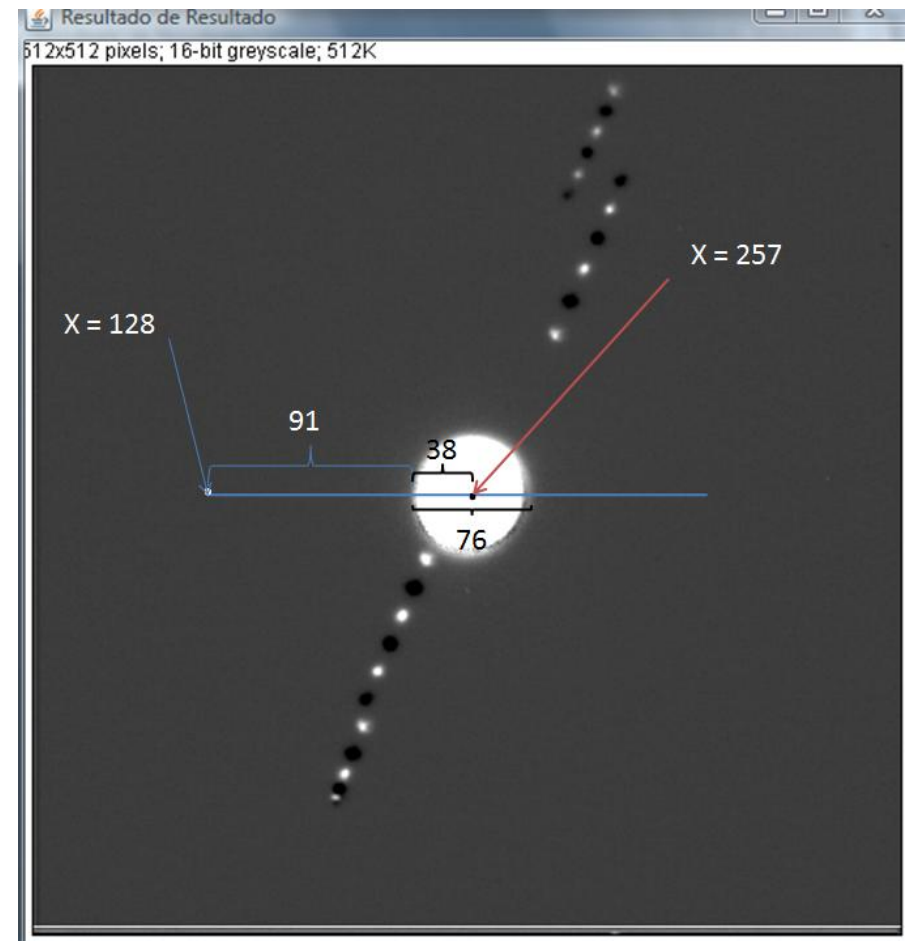 Resultado de Resultado
512x512 pixels; 16-bit greyscale; 512K
X = 257
X = 128
91
38
76